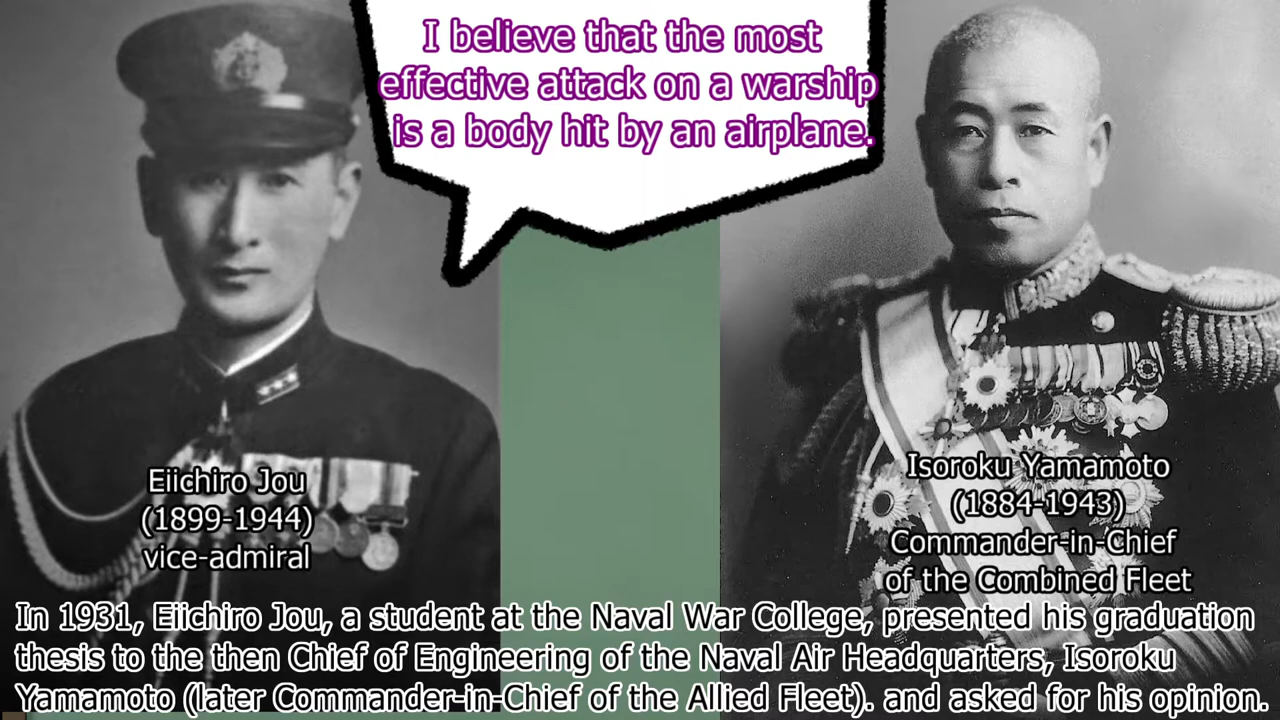 I believe that the most
effective attack on a warship
is a body hit by an airplane.
Eiichiro Jou
(1899-1944)
vice-admiral
Isoroku Yamamoto
(1884-1943)
Commander-in-Chief
of the Combined Fleet
In 1931, Eiichiro Jou, a student at the Naval War College, presented his graduation
thesis to the then Chief of Engineering of the Naval Air Headquarters, Isoroku
Yamamoto (later Commander-in-Chief of the Allied Fleet). and asked for his opinion.